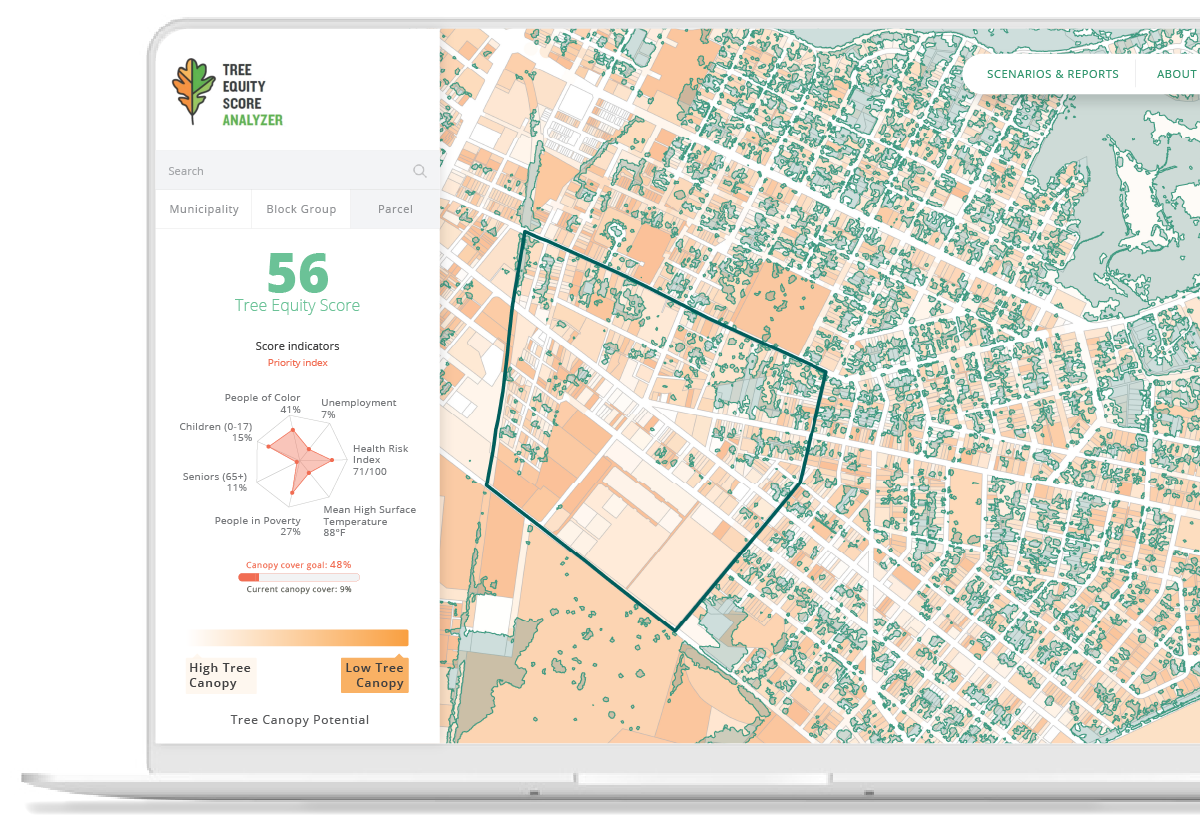 TREE
EQUITY
SCORE
ANALYZER
SCENARIOS & REPORTS
ABOUT
Search
Municipality
Block Group
Parcel
56
Tree Equity Score
Score indicators
Priority index
People of Color
41%
Unemployment
7%
Children (0-17)
15%
Health Risk
Index
71/100
Seniors (65+)
11%
Mean High Surface
Temperature
88°F
People in Poverty
27%
Canopy cover goal: 48%
Current canopy cover: 9%
High Tree
Canopy
Low Tree
Canopy
Tree Canopy Potential